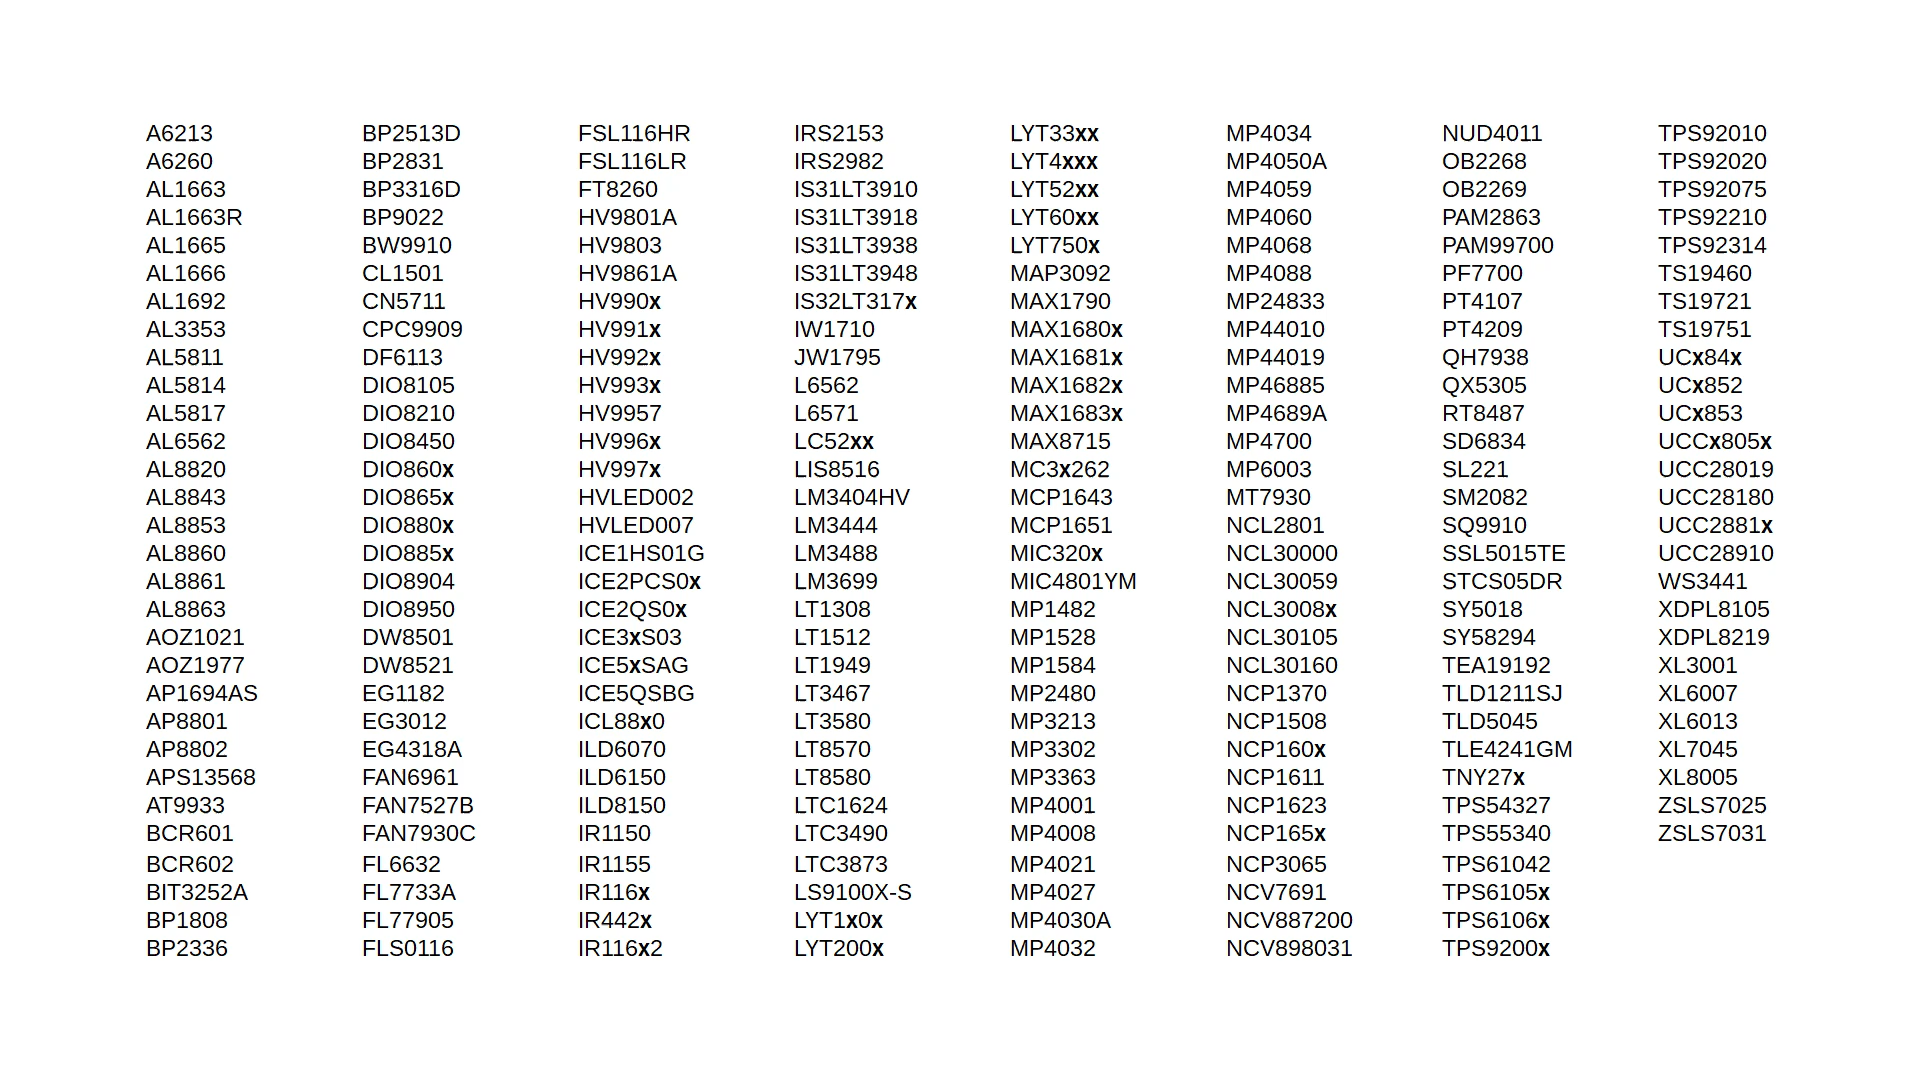 A6213
A6260
AL1663
AL1663R
AL1665
AL1666
AL1692
AL3353
AL5811
AL5814
AL5817
AL6562
AL8820
AL8843
AL8853
AL8860
AL8861
AL8863
AOZ1021
AOZ1977
AP1694AS
AP8801
AP8802
APS13568
AT9933
BCR601
BCR602
BIT3252A
BP1808
BP2336
BP2513D
BP2831
BP3316D
BP9022
BW9910
CL1501
CN5711
CPC9909
DF6113
DIO8105
DIO8210
DIO8450
DIO860x
DIO865x
DIO880x
DIO885x
DIO8904
DIO8950
DW8501
DW8521
EG1182
EG3012
EG4318A
FAN6961
FAN7527B
FAN7930C
FL6632
FL7733A
FL77905
FLS0116
FSL116HR
FSL116LR
FT8260
HV9801A
HV9803
HV9861A
HV990x
HV991x
HV992x
HV993x
HV9957
HV996x
HV997x
HVLED002
HVLED007
ICE1HS01G
ICE2PCS0x
ICE2QS0x
ICE3xS03
ICE5xSAG
ICE5QSBG
ICL88x0
ILD6070
ILD6150
ILD8150
IR1150
IR1155
IR116x
IR442x
IR116x2
IRS2153
IRS2982
IS31LT3910
IS31LT3918
IS31LT3938
IS31LT3948
IS32LT317x
IW1710
JW1795
L6562
L6571
LC52xx
LIS8516
LM3404HV
LM3444
LM3488
LM3699
LT1308
LT1512
LT1949
LT3467
LT3580
LT8570
LT8580
LTC1624
LTC3490
LTC3873
LS9100X-S
LYT1x0x
LYT200x
LYT33xx
LYT4xxx
LYT52xx
LYT60xx
LYT750x
MAP3092
MAX1790
MAX1680x
MAX1681x
MAX1682x
MAX1683x
MAX8715
MC3x262
MCP1643
MCP1651
MIC320x
MIC4801YM
MP1482
MP1528
MP1584
MP2480
MP3213
MP3302
MP3363
MP4001
MP4008
MP4021
MP4027
MP4030A
MP4032
MP4034
MP4050A
MP4059
MP4060
MP4068
MP4088
MP24833
MP44010
MP44019
MP46885
MP4689A
MP4700
MP6003
MT7930
NCL2801
NCL30000
NCL30059
NCL3008x
NCL30105
NCL30160
NCP1370
NCP1508
NCP160x
NCP1611
NCP1623
NCP165x
NCP3065
NCV7691
NCV887200
NCV898031
NUD4011
OB2268
OB2269
PAM2863
PAM99700
PF7700
PT4107
PT4209
QH7938
QX5305
RT8487
SD6834
SL221
SM2082
SQ9910
SSL5015TE
STCS05DR
SY5018
SY58294
TEA19192
TLD1211SJ
TLD5045
TLE4241GM
TNY27x
TPS54327
TPS55340
TPS61042
TPS6105x
TPS6106x
TPS9200x
TPS92010
TPS92020
TPS92075
TPS92210
TPS92314
TS19460
TS19721
TS19751
UCx84x
UCx852
UCx853
UCCx805x
UCC28019
UCC28180
UCC2881x
UCC28910
WS3441
XDPL8105
XDPL8219
XL3001
XL6007
XL6013
XL7045
XL8005
ZSLS7025
ZSLS7031